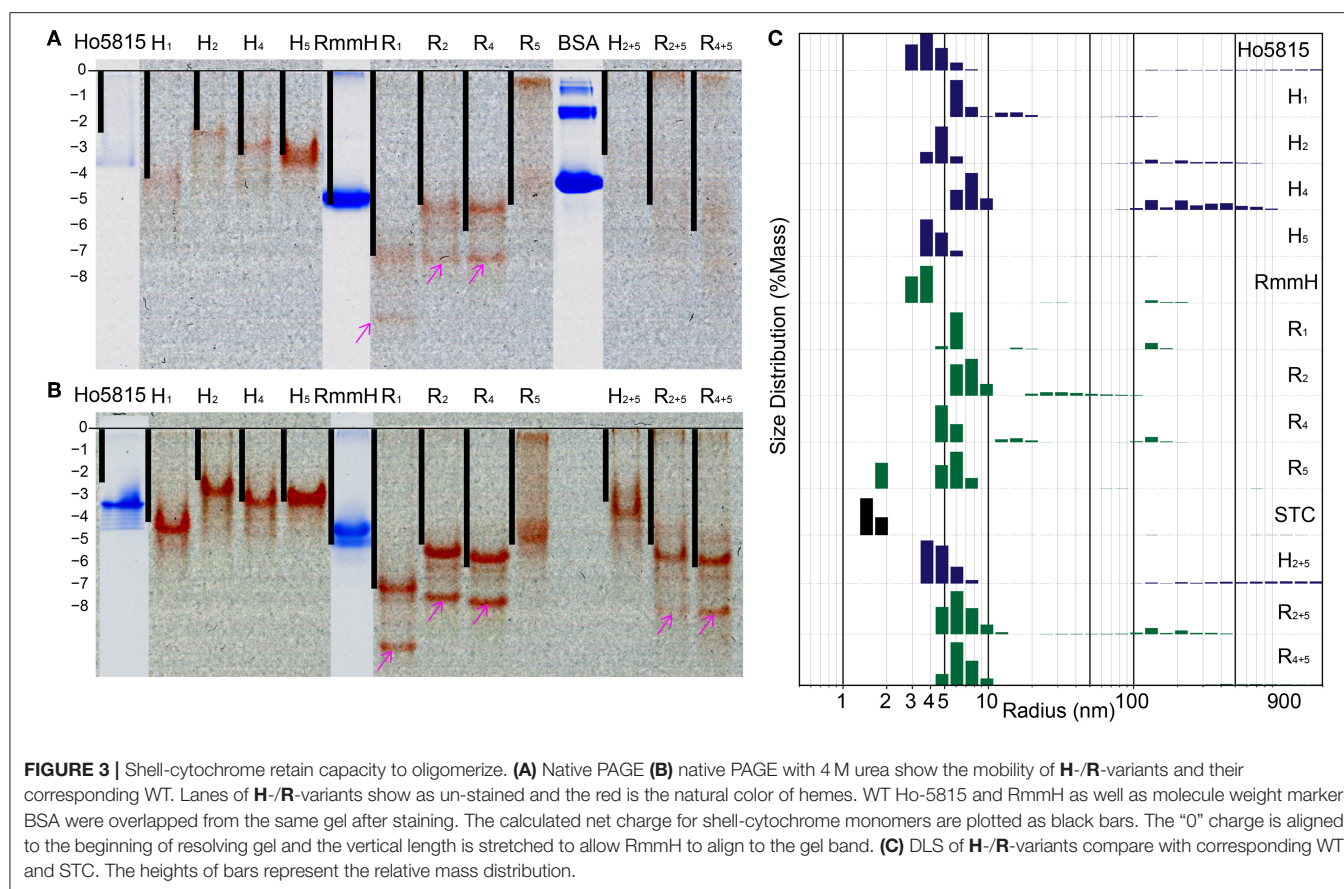 A
Ho5815 H₁ H₂ H₄ H₅ RmmH R₁ R₂ R₄ R₅ BSA H₂₊₅ R₂₊₅ R₄₊₅
0
−1
−2
−3
−4
−5
−6
−7
−8
B
Ho5815 H₁ H₂ H₄ H₅ RmmH R₁ R₂ R₄ R₅ H₂₊₅ R₂₊₅ R₄₊₅
0
−1
−2
−3
−4
−5
−6
−7
−8
C
Size Distribution (%Mass)
Ho5815
H₁
H₂
H₄
H₅
RmmH
R₁
R₂
R₄
R₅
STC
H₂₊₅
R₂₊₅
R₄₊₅
1 2 3 4 5 10 100 900
Radius (nm)
FIGURE 3 | Shell-cytochrome retain capacity to oligomerize. (A) Native PAGE (B) native PAGE with 4 M urea show the mobility of H-/R-variants and their
corresponding WT. Lanes of H-/R-variants show as un-stained and the red is the natural color of hemes. WT Ho-5815 and RmmH as well as molecule weight marker
BSA were overlapped from the same gel after staining. The calculated net charge for shell-cytochrome monomers are plotted as black bars. The “0” charge is aligned
to the beginning of resolving gel and the vertical length is stretched to allow RmmH to align to the gel band. (C) DLS of H-/R-variants compare with corresponding WT
and STC. The heights of bars represent the relative mass distribution.